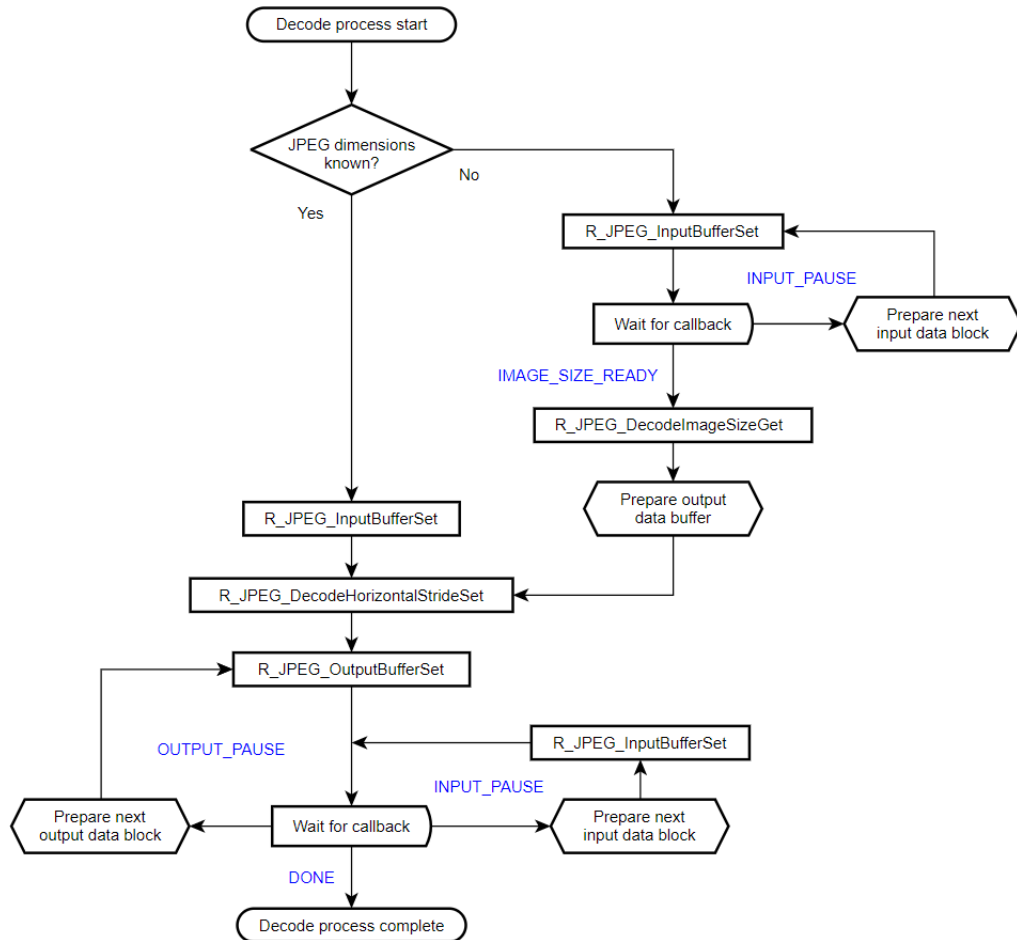 Decode process start
JPEG dimensions
known?
No
Yes
R_JPEG_InputBufferSet
INPUT_PAUSE
Wait for callback
Prepare next
input data block
IMAGE_SIZE_READY
R_JPEG_DecodeImageSizeGet
Prepare output
data buffer
R_JPEG_InputBufferSet
R_JPEG_DecodeHorizontalStrideSet
R_JPEG_OutputBufferSet
R_JPEG_InputBufferSet
OUTPUT_PAUSE
INPUT_PAUSE
Prepare next
output data block
Wait for callback
Prepare next
input data block
DONE
Decode process complete